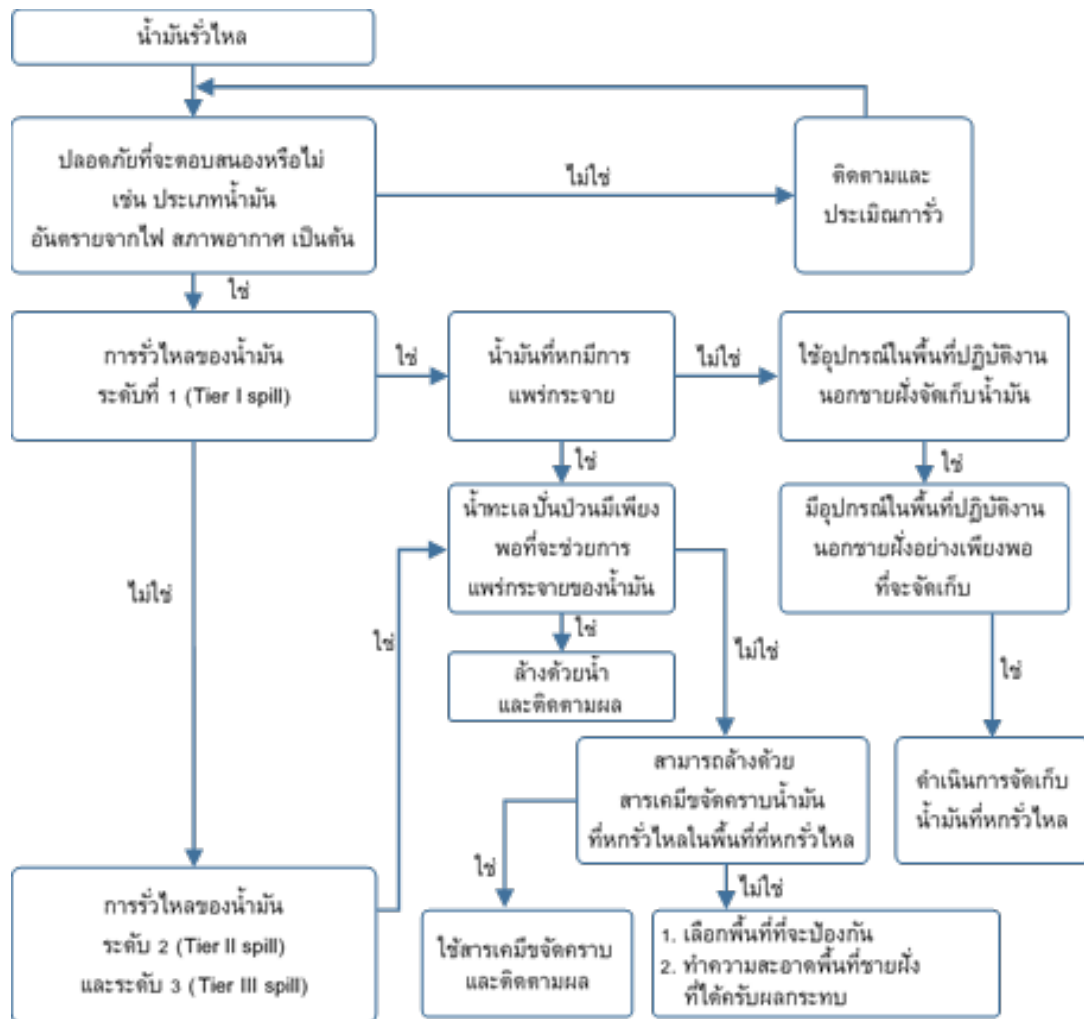 น้ำมันรั่วไหล
ปลอดภัยที่จะตอบสนองหรือไม่
เช่น ประเภทน้ำมัน
อันตรายจากไฟ สภาพอากาศ เป็นต้น
ไม่ใช่
ติดตามและ
ประเมิณการรั่ว
ใช่
การรั่วไหลของน้ำมัน
ระดับที่ 1 (Tier I spill)
ใช่
น้ำมันที่หกมีการ
แพร่กระจาย
ไม่ใช่
ใช้อุปกรณ์ในพื้นที่ปฏิบัติงาน
นอกชายฝั่งจัดเก็บน้ำมัน
ใช่
ใช่
น้ำทะเลปั่นป่วนมีเพียง
พอที่จะช่วยการ
แพร่กระจายของน้ำมัน
มีอุปกรณ์ในพื้นที่ปฏิบัติงาน
นอกชายฝั่งอย่างเพียงพอ
ที่จะจัดเก็บ
ไม่ใช่
ใช่
ใช่
ไม่ใช่
ใช่
ล้างด้วยน้ำ
และติดตามผล
สามารถล้างด้วย
สารเคมีขจัดคราบน้ำมัน
ที่หกรั่วไหลในพื้นที่ที่หกรั่วไหล
ดำเนินการจัดเก็บ
น้ำมันที่หกรั่วไหล
ใช่
ไม่ใช่
การรั่วไหลของน้ำมัน
ระดับ 2 (Tier II spill)
และระดับ 3 (Tier III spill)
ใช้สารเคมีขจัดคราบ
และติดตามผล
1. เลือกพื้นที่ที่จะป้องกัน
2. ทำความสะอาดพื้นที่ชายฝั่ง
ที่ได้ครับผลกระทบ